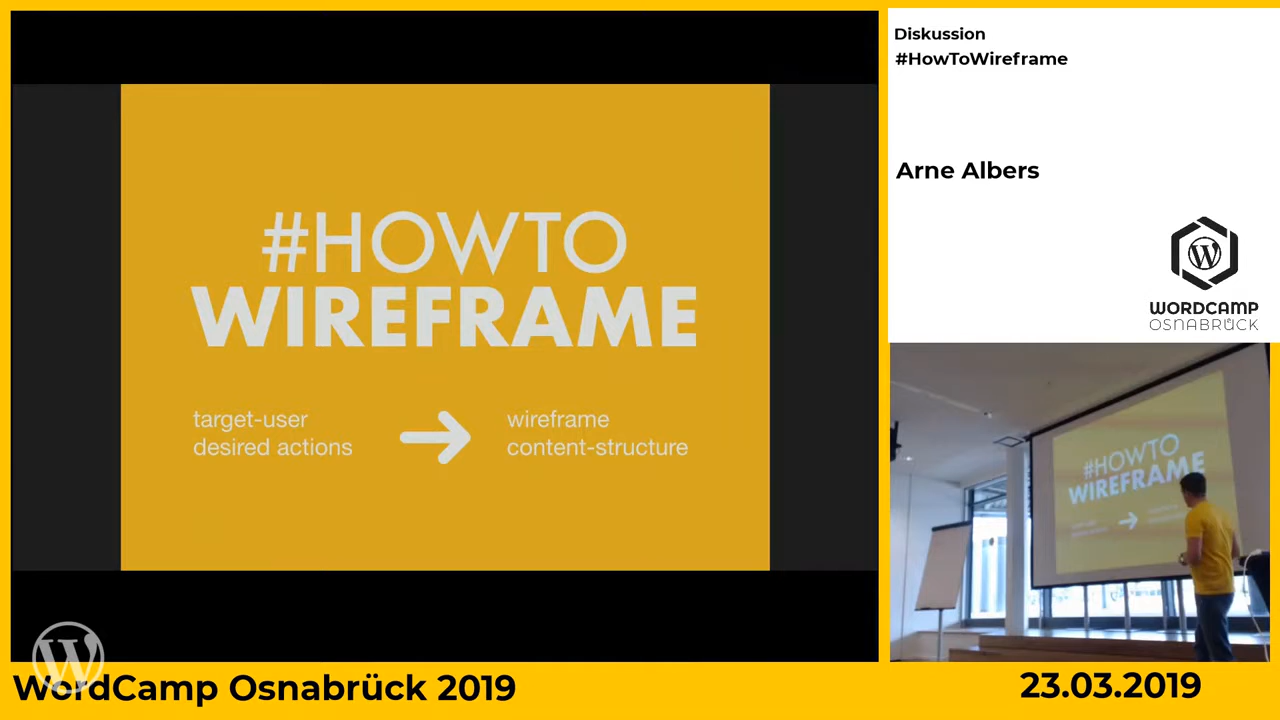 #HOWTO
WIREFRAME
target-user
desired actions
wireframe
content-structure
Diskussion
#HowToWireframe
Arne Albers
WORDCAMP
OSNABRÜCK
#HOWTO
WIREFRAME
WordCamp Osnabrück 2019
23.03.2019